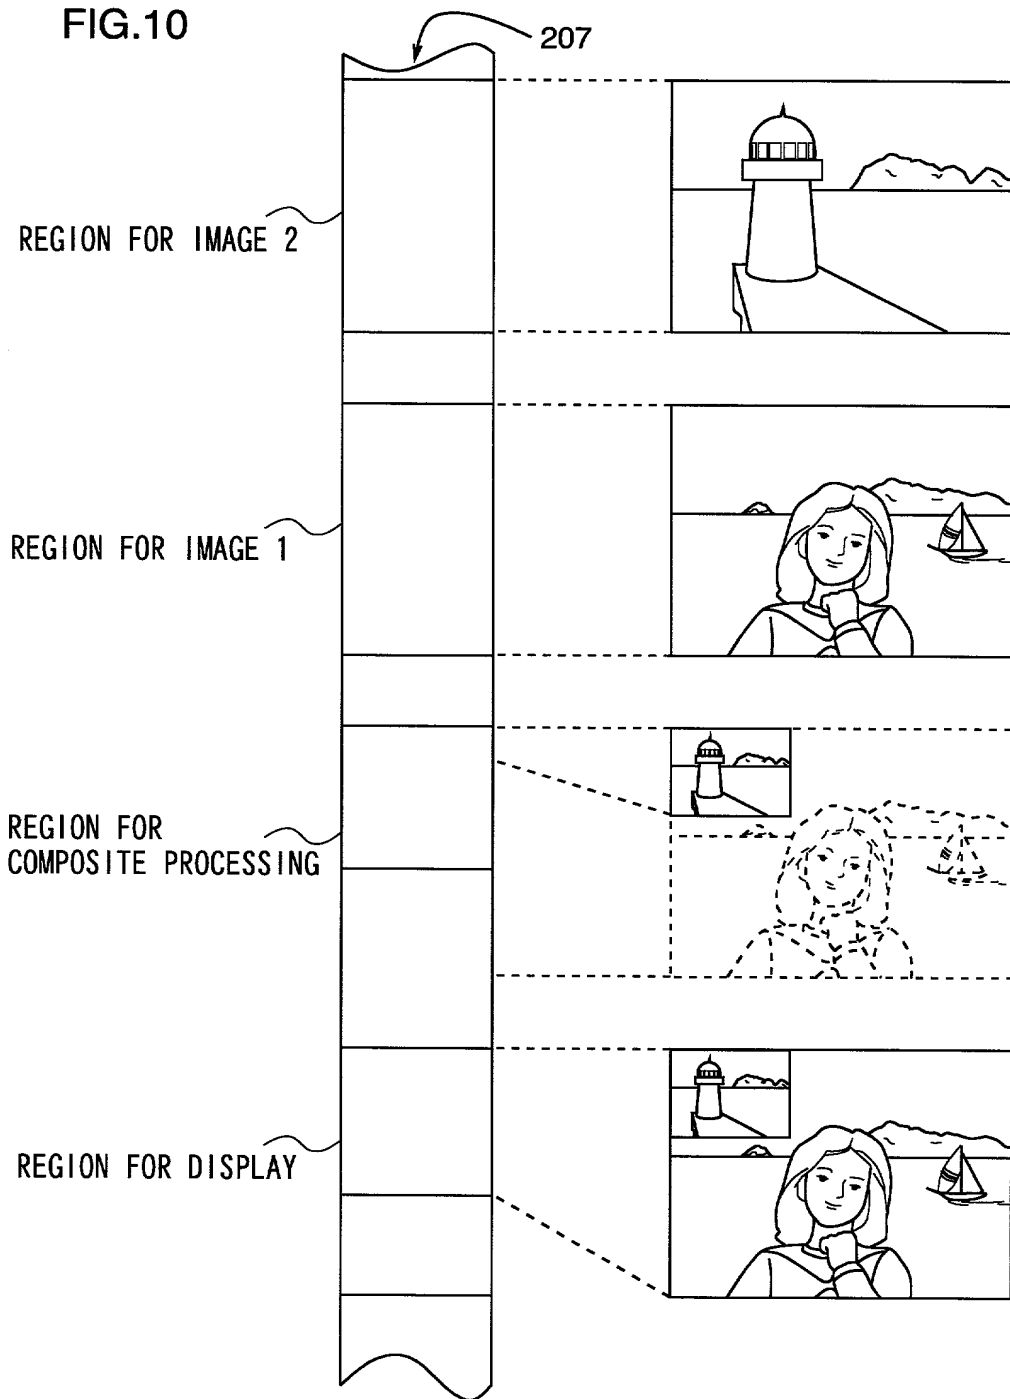 FIG.10
207
REGION FOR IMAGE 2
REGION FOR IMAGE 1
REGION FOR
COMPOSITE PROCESSING
REGION FOR DISPLAY